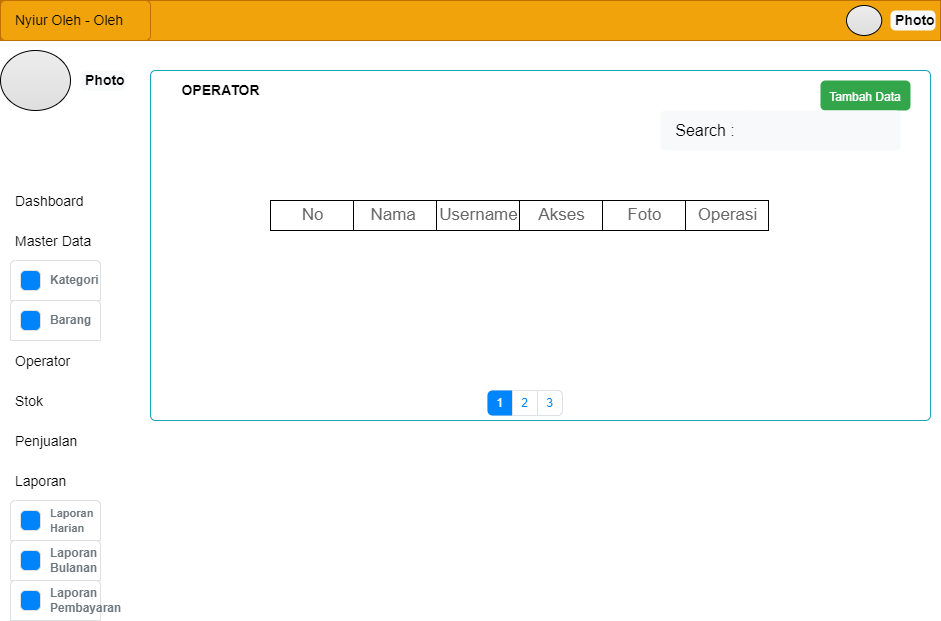 Nyiur Oleh - Oleh
Photo
Photo
OPERATOR
Tambah Data
Search :
No Nama Username Akses Foto Operasi
1 2 3
Dashboard
Master Data
Kategori
Barang
Operator
Stok
Penjualan
Laporan
Laporan
Harian
Laporan
Bulanan
Laporan
Pembayaran